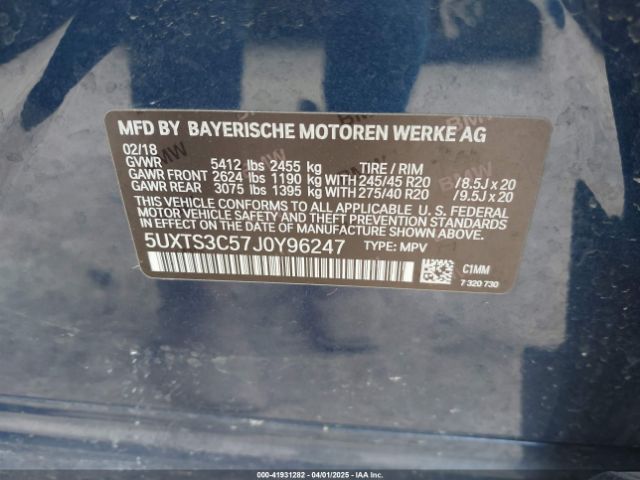 MFD BY BAYERISCHE MOTOREN WERKE AG
02/18
GVWR 5412 lbs 2455 kg TIRE / RIM
GAWR FRONT 2624 lbs 1190 kg WITH 245/45 R20 /8.5J x 20
GAWR REAR 3075 lbs 1395 kg WITH 275/40 R20 /9.5J x 20
THIS VEHICLE CONFORMS TO ALL APPLICABLE U. S. FEDERAL
MOTOR VEHICLE SAFETY AND THEFT PREVENTION STANDARDS
IN EFFECT ON THE DATE OF MANUFACTURE SHOWN ABOVE.
5UXTS3C57J0Y96247 TYPE: MPV
C1MM
7 320 730
00-41931282 / 04/01/2025 / IAA Inc.